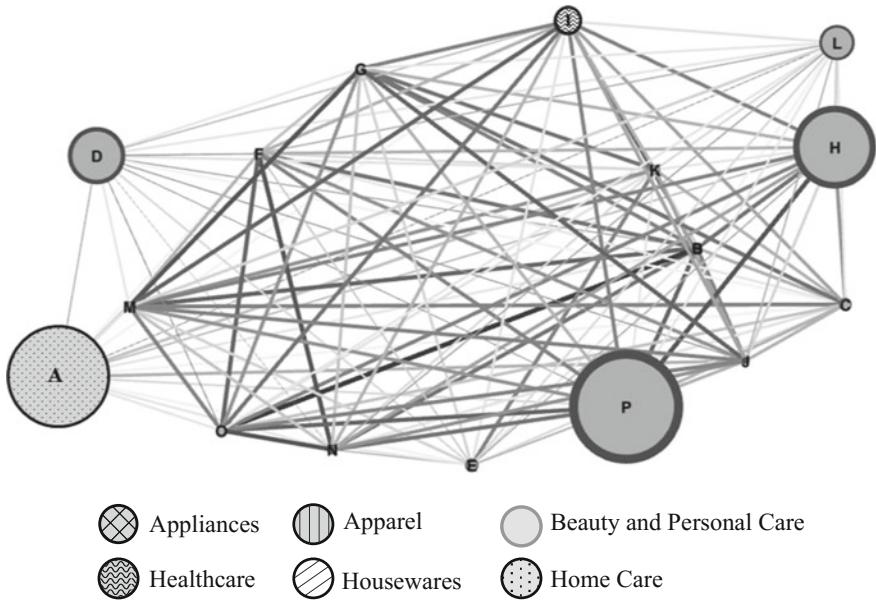 I
L
G
H
D
F
K
B
M
C
J
A
P
O
N
E
Appliances Apparel Beauty and Personal Care
Healthcare Housewares Home Care